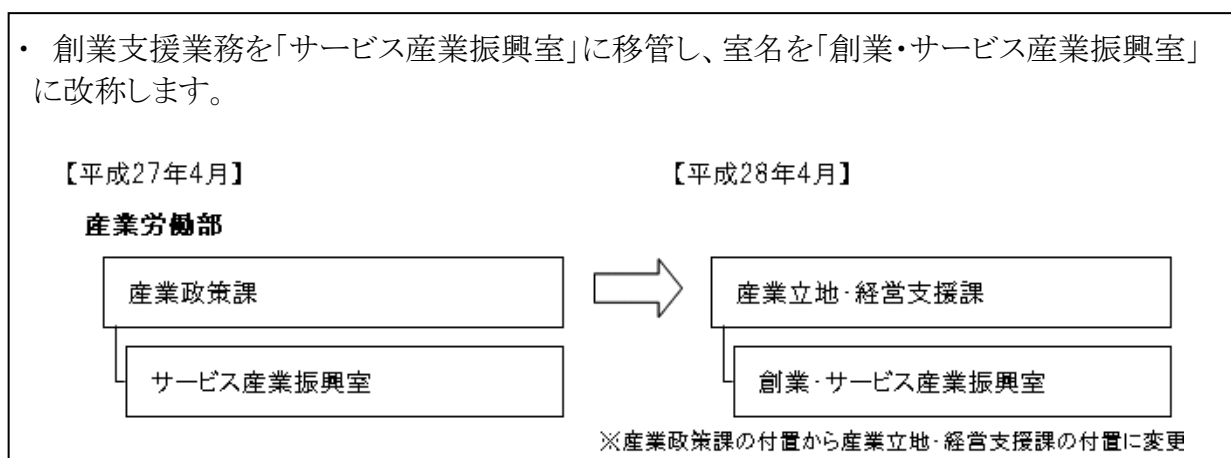 ・ 創業支援業務を「サービス産業振興室」に移管し、室名を「創業・サービス産業振興室」
に改称します。
【平成27年4月】 【平成28年4月】
産業労働部
産業政策課 産業立地・経営支援課
サービス産業振興室 創業・サービス産業振興室
※産業政策課の付置から産業立地・経営支援課の付置に変更